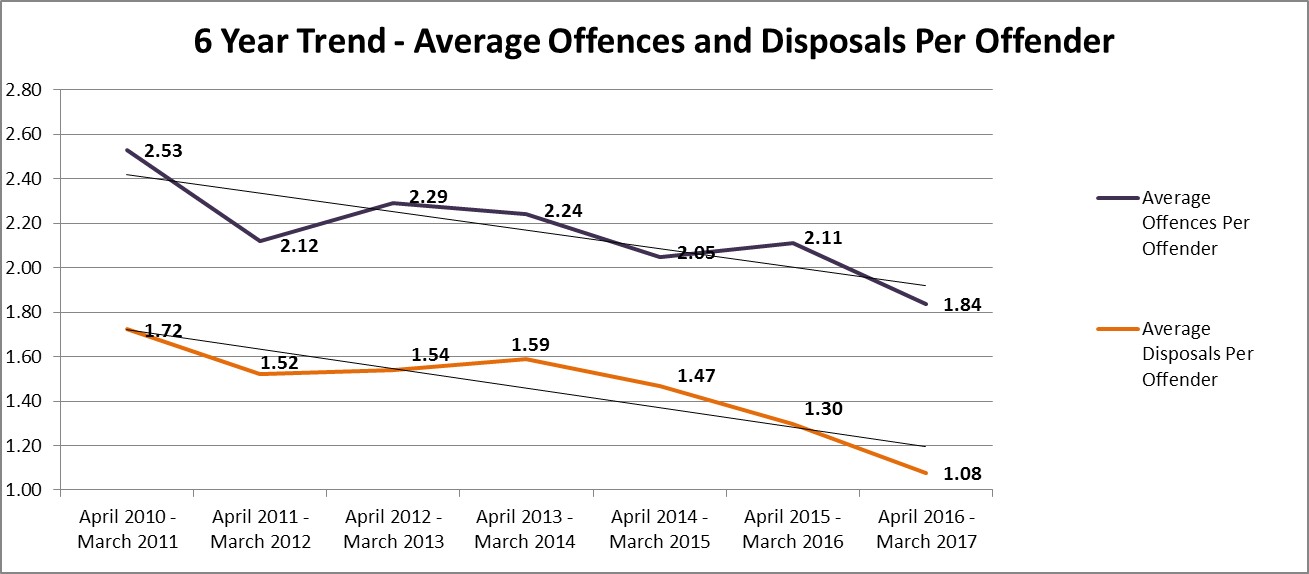 6 Year Trend - Average Offences and Disposals Per Offender
2.80
2.60
2.40
2.20
2.00
1.80
1.60
1.40
1.20
1.00
2.53
2.12
2.29
2.24
2.05
2.11
1.84
1.72
1.52
1.54
1.59
1.47
1.30
1.08
April 2010 -
March 2011
April 2011 -
March 2012
April 2012 -
March 2013
April 2013 -
March 2014
April 2014 -
March 2015
April 2015 -
March 2016
April 2016 -
March 2017
Average
Offences Per
Offender
Average
Disposals Per
Offender